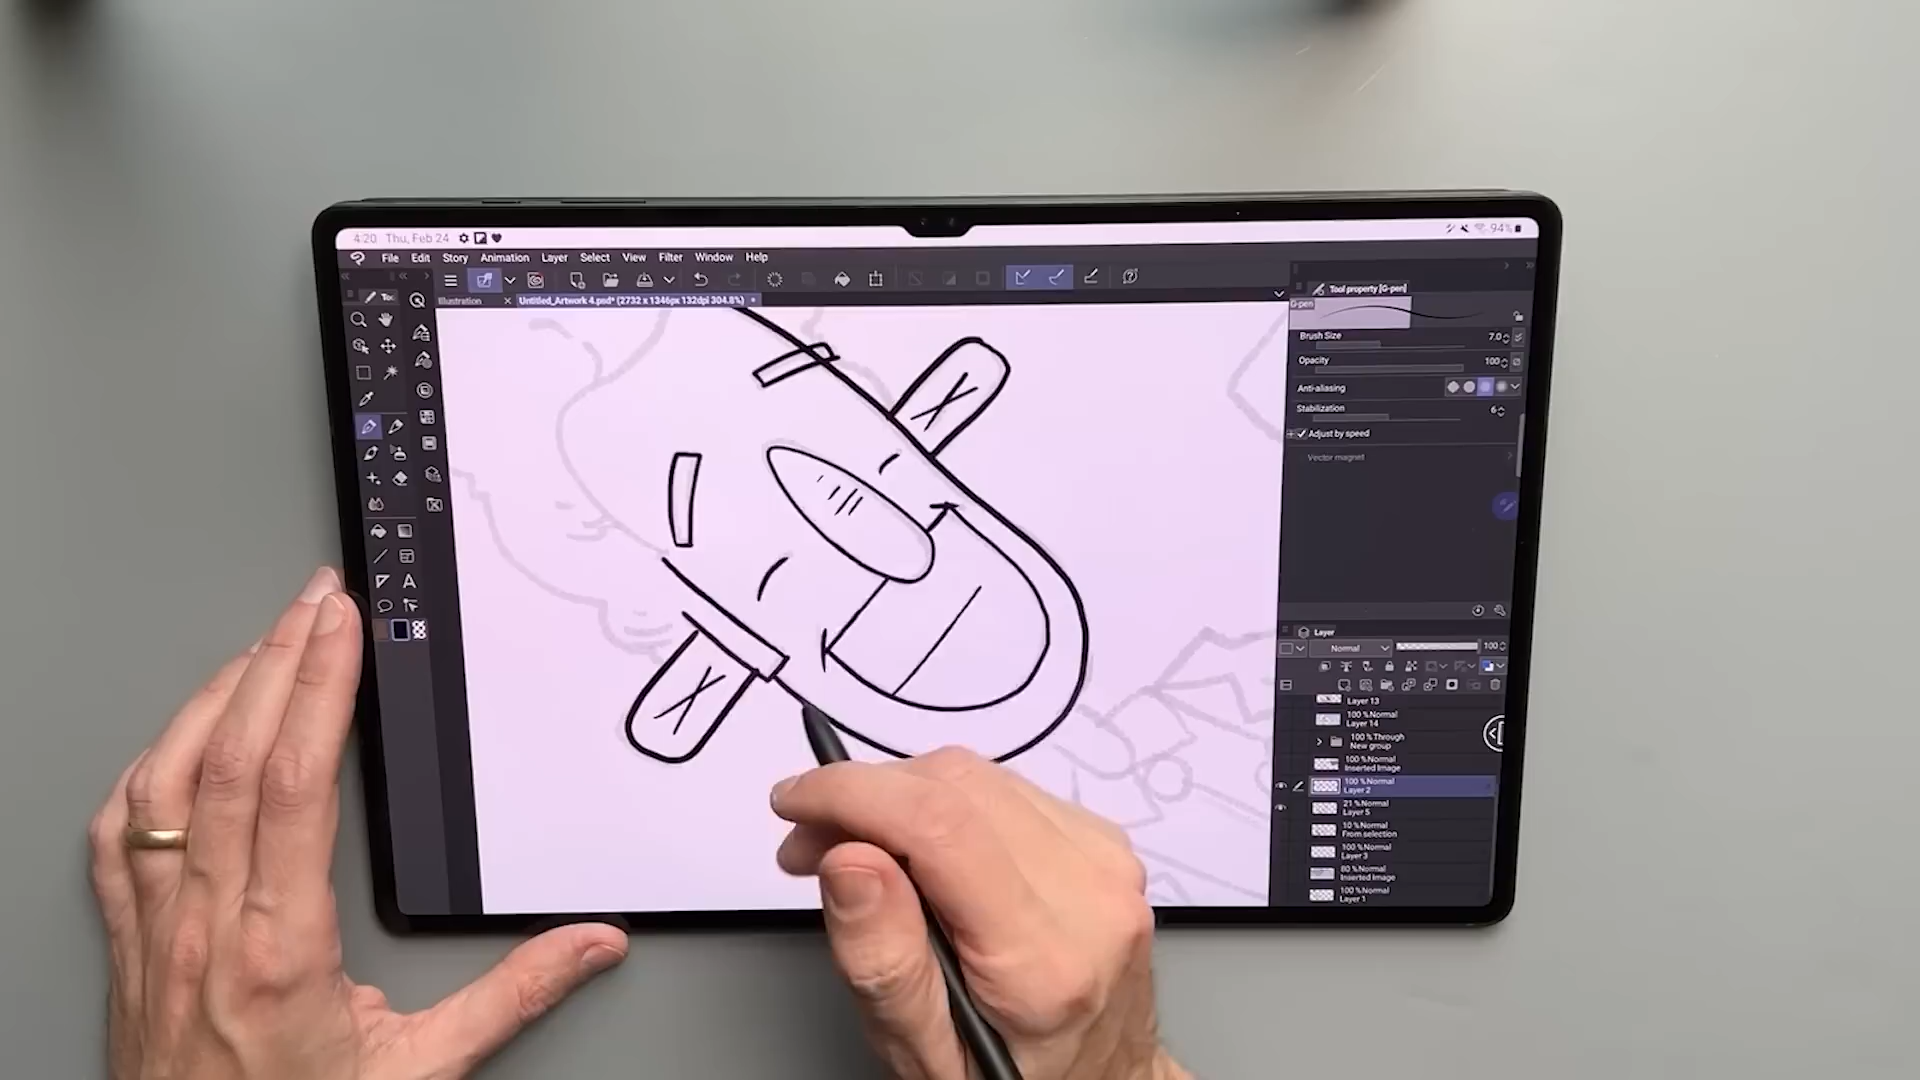 4:20 Thu, Feb 24
94%
File Edit Story Animation Layer Select View Filter Window Help
Illustration
Untitled_Artwork 4.psd* (2732 x 1346px 132dpi 304.8%)
Tool property [G-pen]
G-pen
Brush Size 7.0
Opacity 100
Anti-aliasing
Stabilization 6
Adjust by speed
Vector magnet
Layer
Normal 100
Layer 13
100 %Normal
Layer 14
100 %Through
New group
100 %Normal
Inserted Image
100 %Normal
Layer 2
21 %Normal
Layer 5
10 %Normal
From selection
100 %Normal
Layer 3
80 %Normal
Inserted Image
100 %Normal
Layer 1